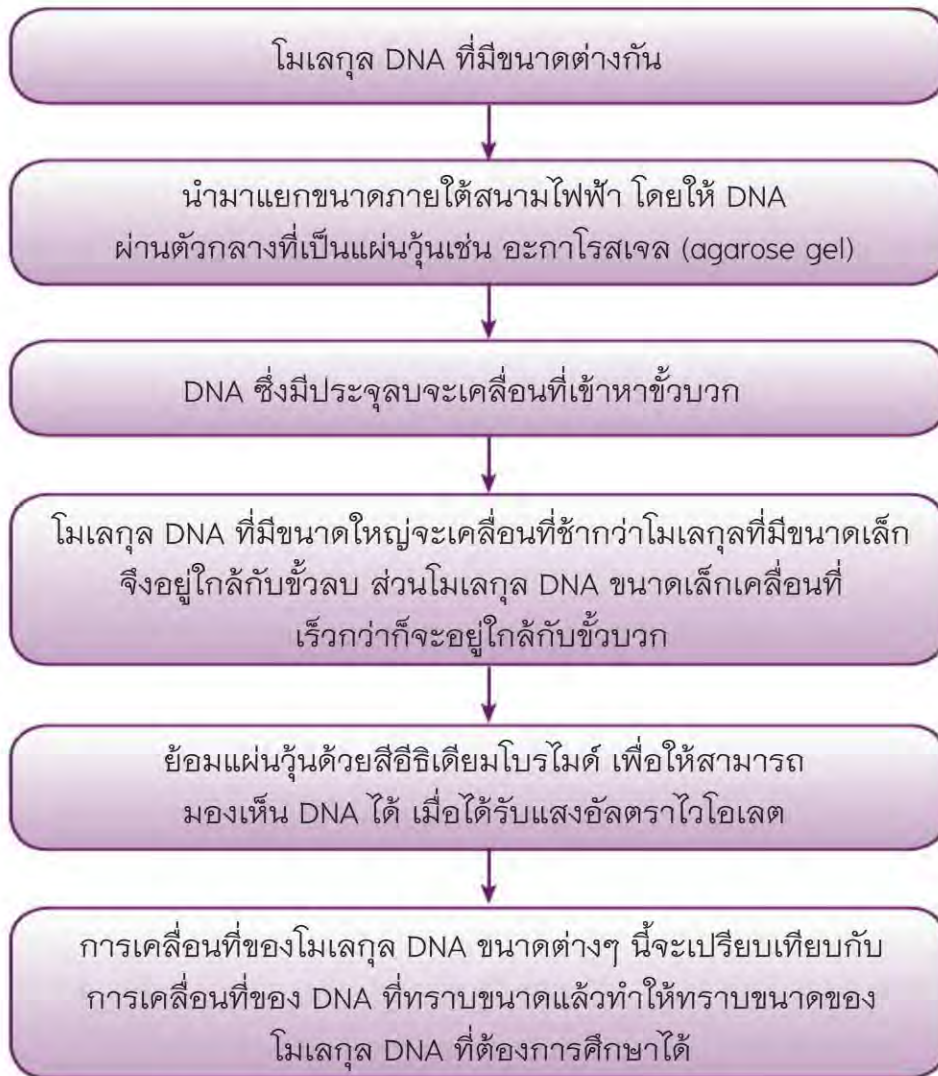 โมเลกุล DNA ที่มีขนาดต่างกัน
นำมาแยกขนาดภายใต้สนามไฟฟ้า โดยให้ DNA
ผ่านตัวกลางที่เป็นแผ่นวุ้นเช่น อะกาโรสเจล (agarose gel)
DNA ซึ่งมีประจุลบจะเคลื่อนที่เข้าหาขั้วบวก
โมเลกุล DNA ที่มีขนาดใหญ่จะเคลื่อนที่ช้ากว่าโมเลกุลที่มีขนาดเล็ก
จึงอยู่ใกล้กับขั้วลบ ส่วนโมเลกุล DNA ขนาดเล็กเคลื่อนที่
เร็วกว่าก็จะอยู่ใกล้กับขั้วบวก
ย้อมแผ่นวุ้นด้วยสีอีธิเดียมโบรไมด์ เพื่อให้สามารถ
มองเห็น DNA ได้ เมื่อได้รับแสงอัลตราไวโอเลต
การเคลื่อนที่ของโมเลกุล DNA ขนาดต่างๆ นี้จะเปรียบเทียบกับ
การเคลื่อนที่ของ DNA ที่ทราบขนาดแล้วทำให้ทราบขนาดของ
โมเลกุล DNA ที่ต้องการศึกษาได้